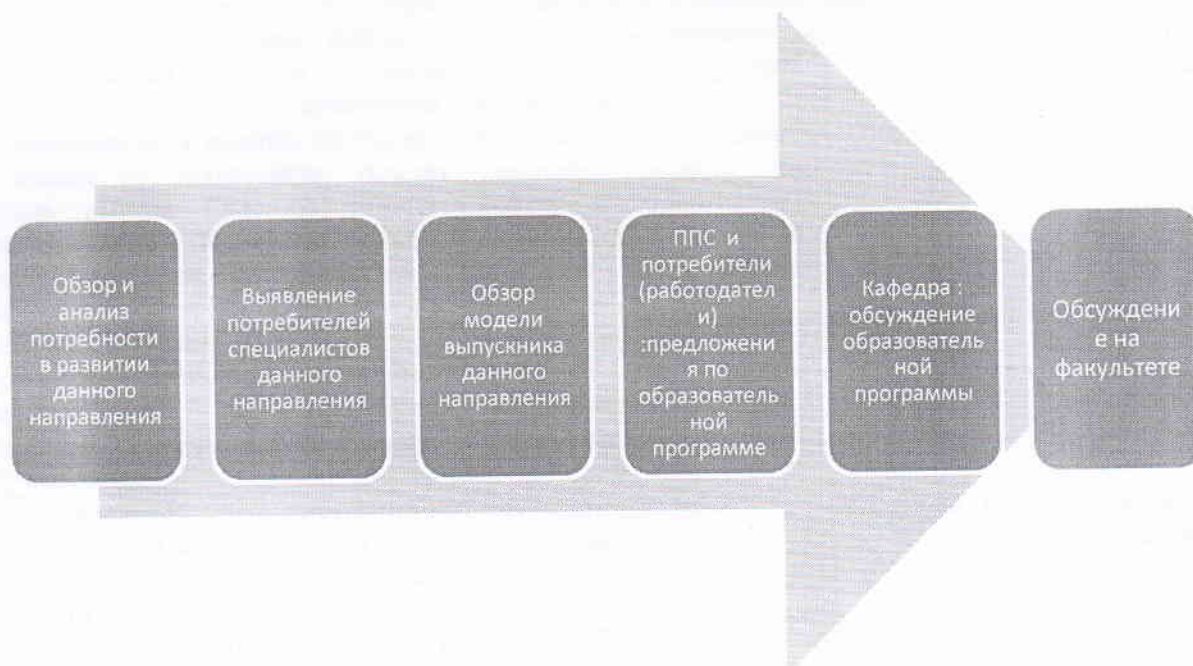 Обзор и
анализ
потребности
в развитии
данного
направления
Выявление
потребителей
специалистов
данного
направления
Обзор
модели
выпускника
данного
направления
ППС и
потребители
(работодател
и)
:предложени
я по
образователь
ной
программе
Кафедра :
обсуждение
образователь
ной
программы
Обсуждени
е на
факультете